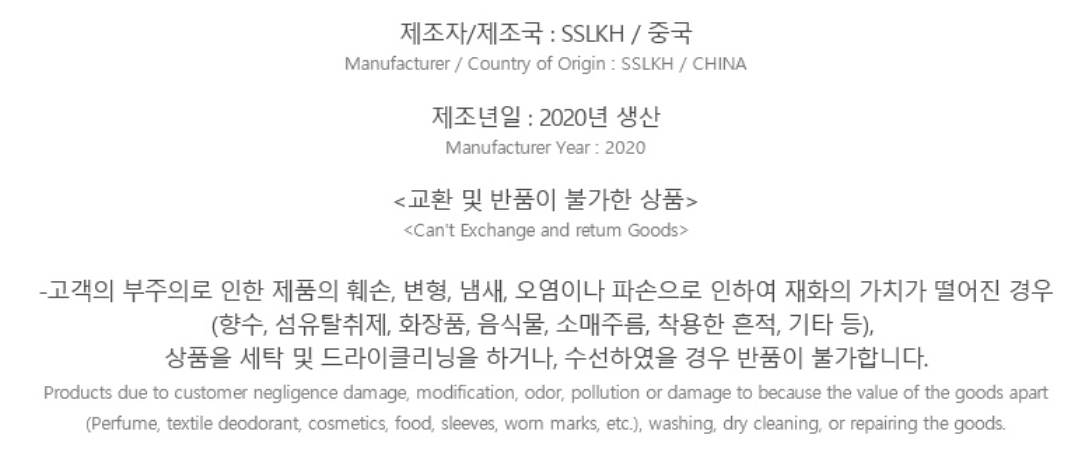 제조자/제조국 : SSLKH / 중국
Manufacturer / Country of Origin : SSLKH / CHINA
제조년일 : 2020년 생산
Manufacturer Year : 2020
<교환 및 반품이 불가한 상품>
<Can't Exchange and return Goods>
-고객의 부주의로 인한 제품의 훼손, 변형, 냄새, 오염이나 파손으로 인하여 재화의 가치가 떨어진 경우
(향수, 섬유탈취제, 화장품, 음식물, 소매주름, 착용한 흔적, 기타 등),
상품을 세탁 및 드라이클리닝을 하거나, 수선하였을 경우 반품이 불가합니다.
Products due to customer negligence damage, modification, odor, pollution or damage to because the value of the goods apart
(Perfume, textile deodorant, cosmetics, food, sleeves, worn marks, etc.), washing, dry cleaning, or repairing the goods.